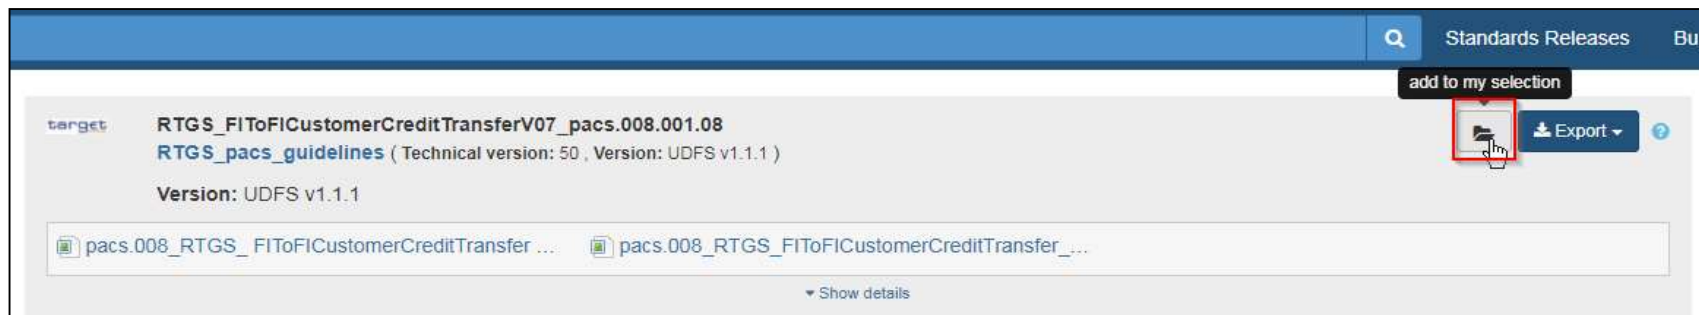 Standards Releases Bu
add to my selection
target RTGS_FIToFICustomerCreditTransferV07_pacs.008.001.08 Export
RTGS_pacs_guidelines ( Technical version: 50 , Version: UDFS v1.1.1 )
Version: UDFS v1.1.1
pacs.008_RTGS_ FIToFICustomerCreditTransfer ... pacs.008_RTGS_FIToFICustomerCreditTransfer_...
Show details